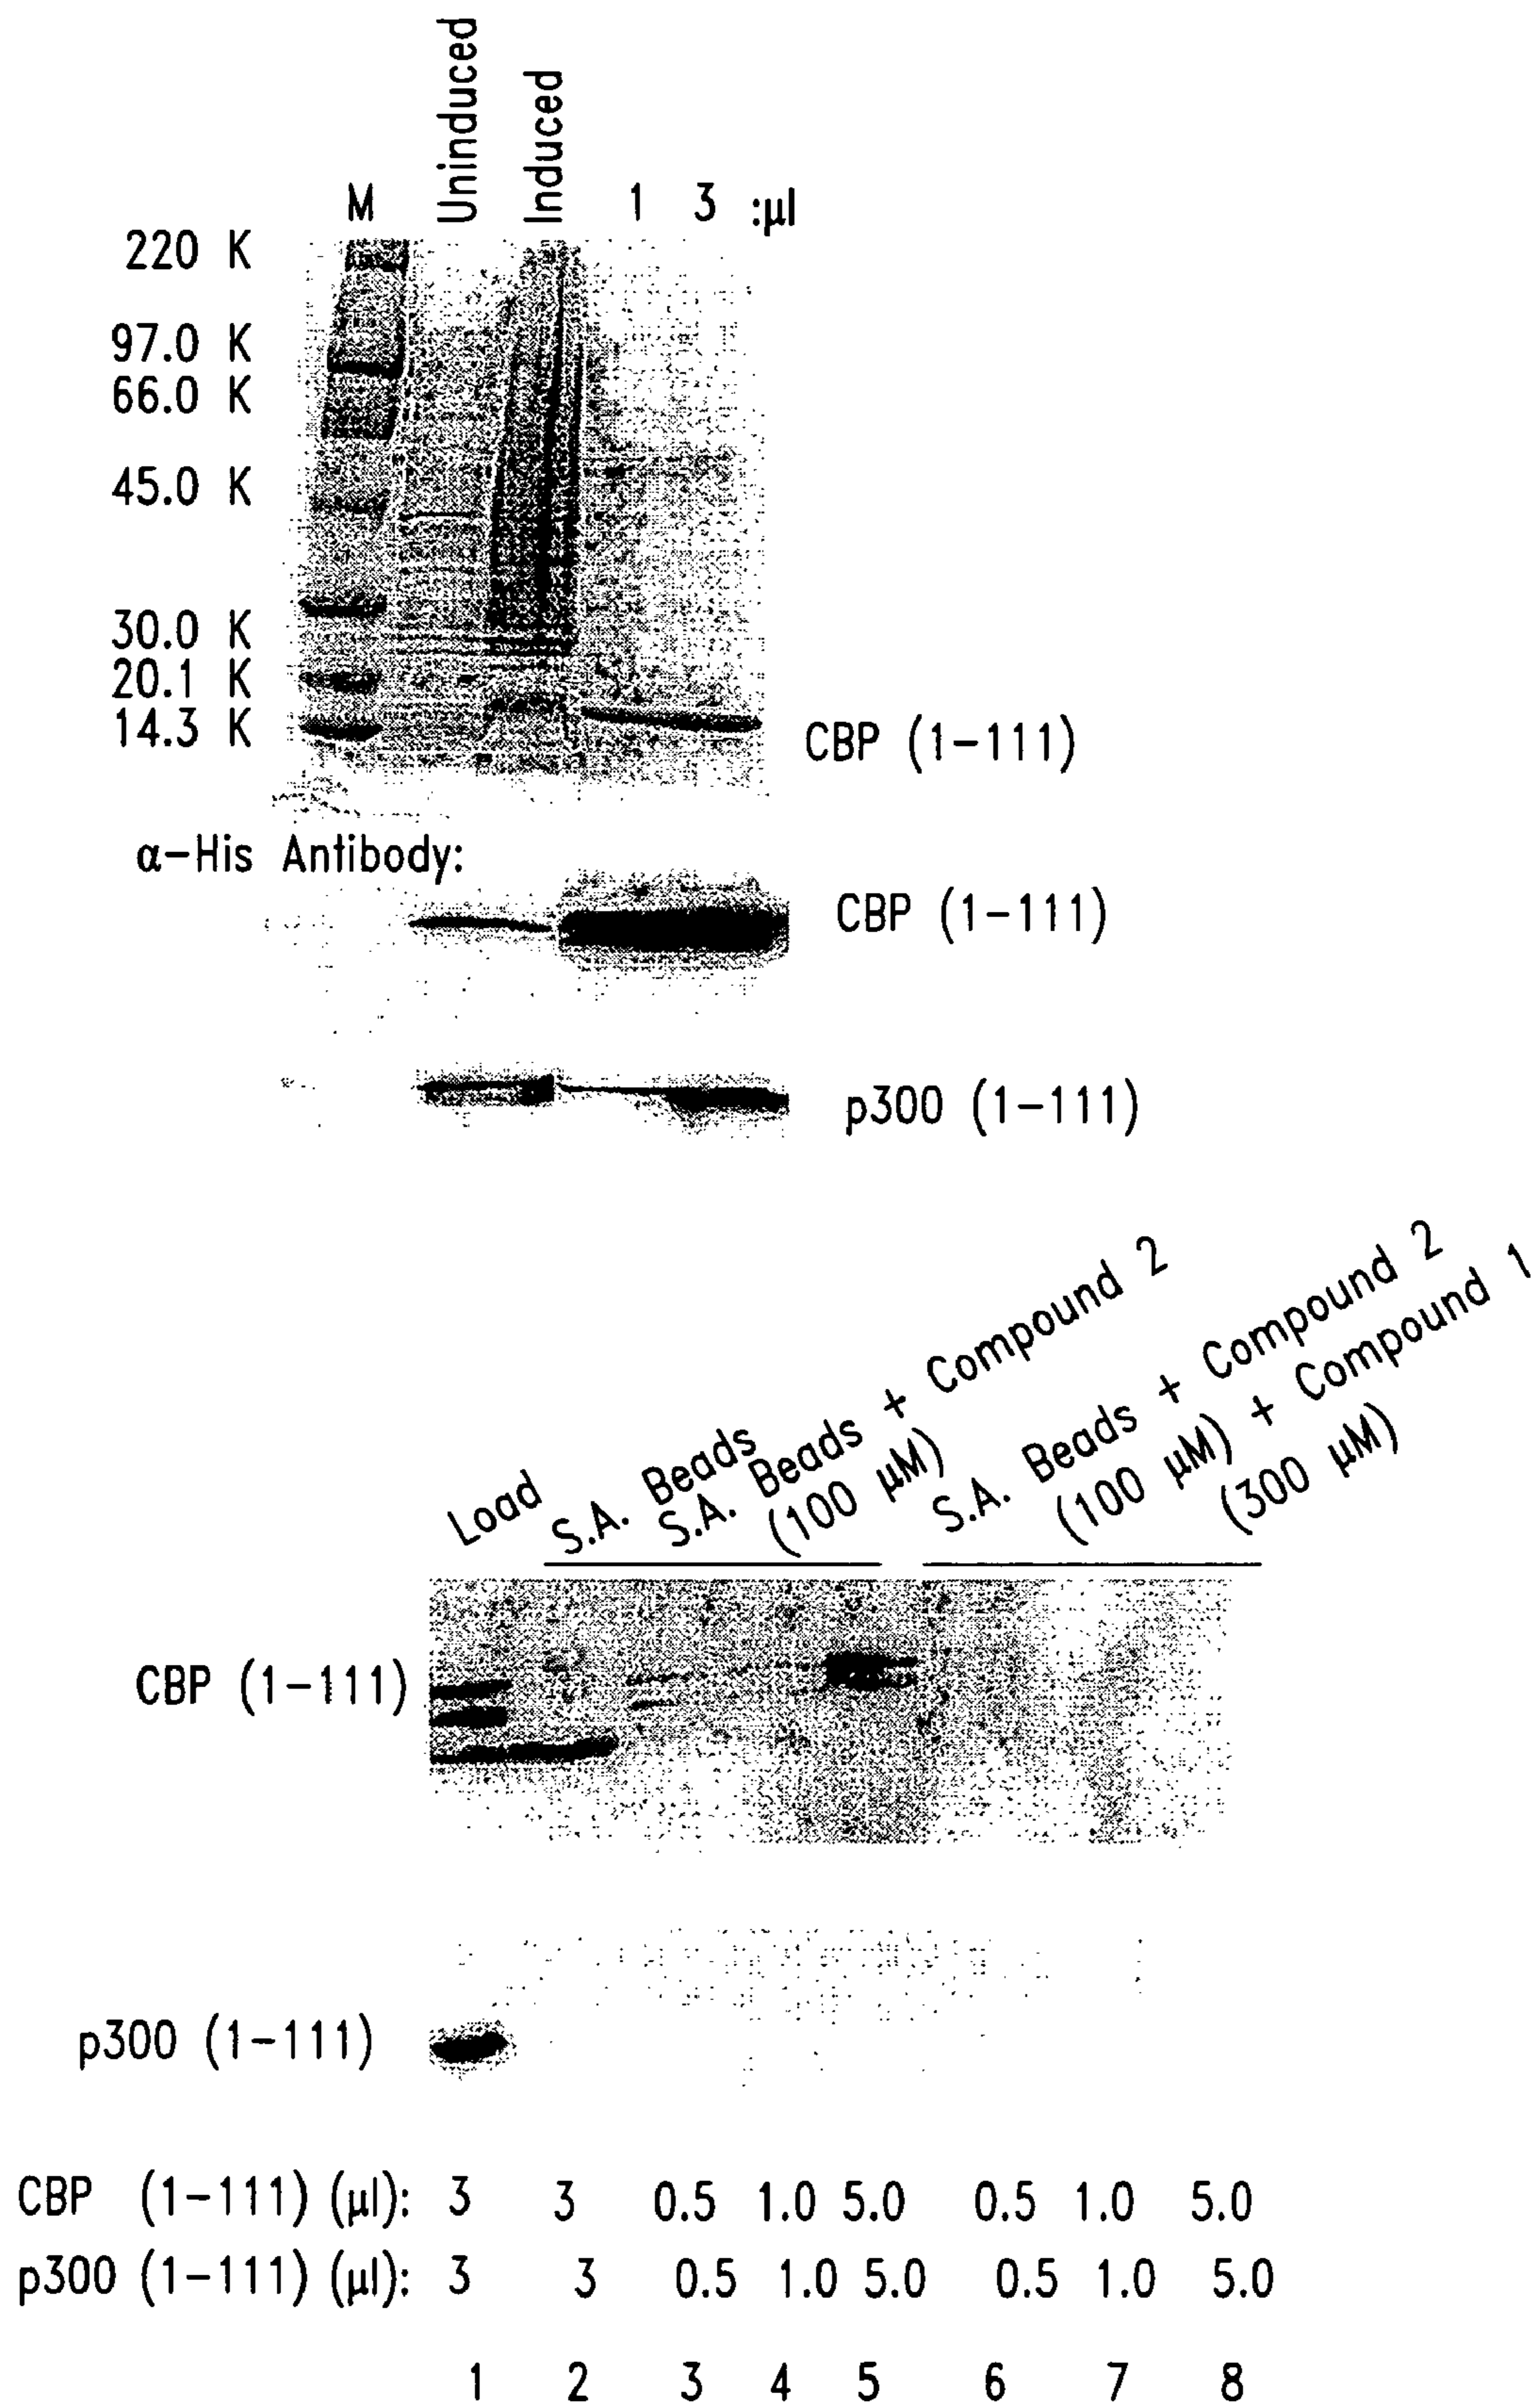 M Uninduced Induced 1 3 :µl
220 K
97.0 K
66.0 K
45.0 K
30.0 K
20.1 K
14.3 K
CBP (1-111)
α-His Antibody:
CBP (1-111)
p300 (1-111)
Load
S.A. Beads
S.A. Beads + Compound 2
(100 µM)
S.A. Beads + Compound 2
(100 µM) + Compound 1
(300 µM)
CBP (1-111)
p300 (1-111)
CBP (1-111) (µl): 3 3 0.5 1.0 5.0 0.5 1.0 5.0
p300 (1-111) (µl): 3 3 0.5 1.0 5.0 0.5 1.0 5.0
1 2 3 4 5 6 7 8